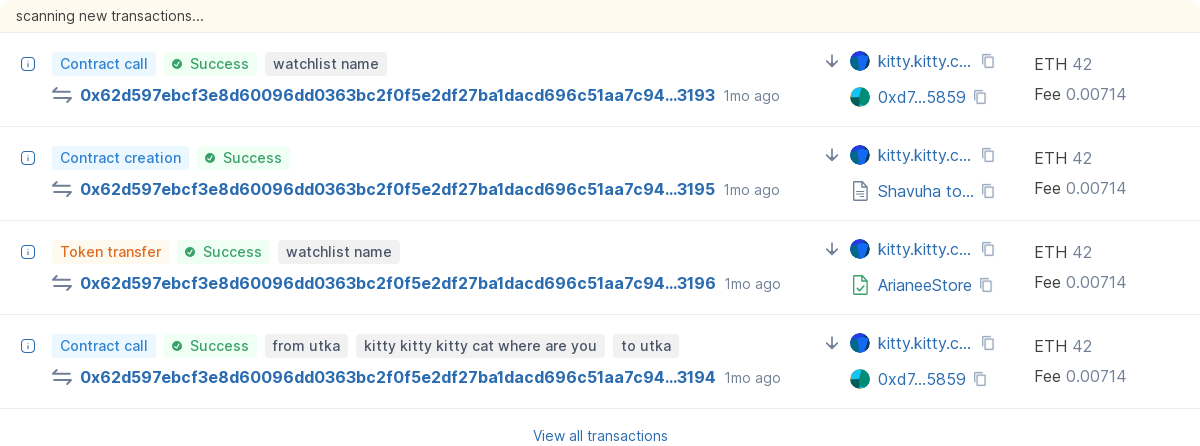 scanning new transactions...
Contract call Success watchlist name kitty.kitty.c... ETH 42
0x62d597ebcf3e8d60096dd0363bc2f0f5e2df27ba1dacd696c51aa7c94...3193 1mo ago 0xd7...5859 Fee 0.00714
Contract creation Success kitty.kitty.c... ETH 42
0x62d597ebcf3e8d60096dd0363bc2f0f5e2df27ba1dacd696c51aa7c94...3195 1mo ago Shavuha to... Fee 0.00714
Token transfer Success watchlist name kitty.kitty.c... ETH 42
0x62d597ebcf3e8d60096dd0363bc2f0f5e2df27ba1dacd696c51aa7c94...3196 1mo ago ArianeeStore Fee 0.00714
Contract call Success from utka kitty kitty kitty cat where are you to utka kitty.kitty.c... ETH 42
0x62d597ebcf3e8d60096dd0363bc2f0f5e2df27ba1dacd696c51aa7c94...3194 1mo ago 0xd7...5859 Fee 0.00714
View all transactions